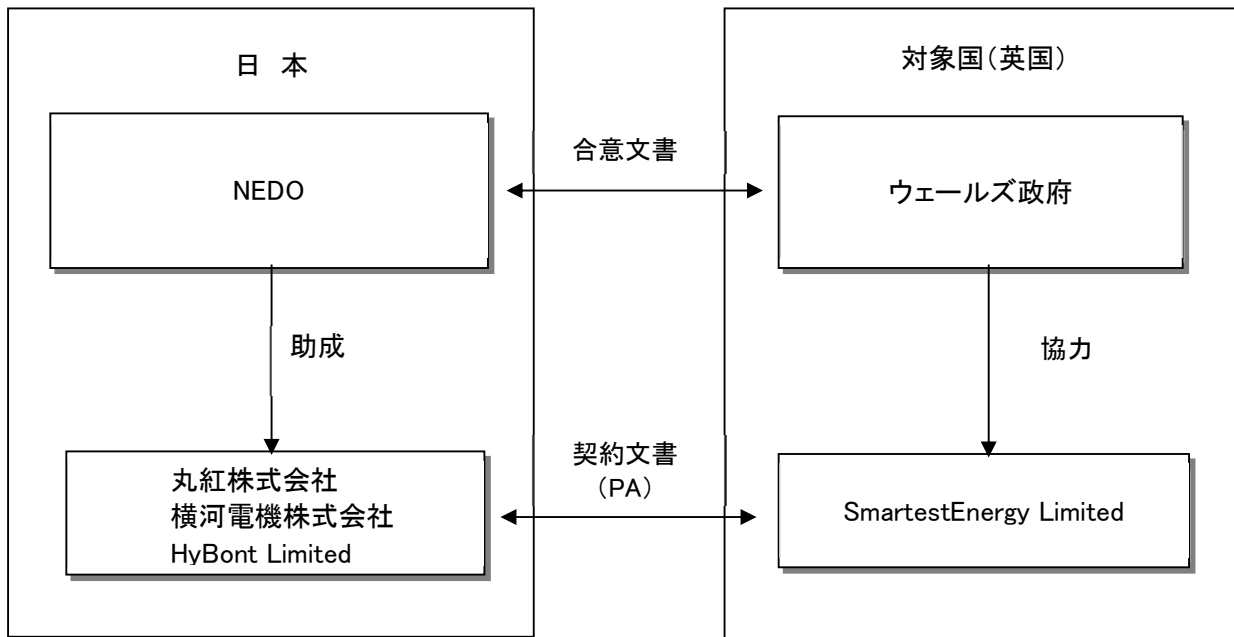 日 本
対象国(英国)
NEDO
合意文書
ウェールズ政府
助成
協力
丸紅株式会社
横河電機株式会社
HyBont Limited
契約文書
(PA)
SmartestEnergy Limited